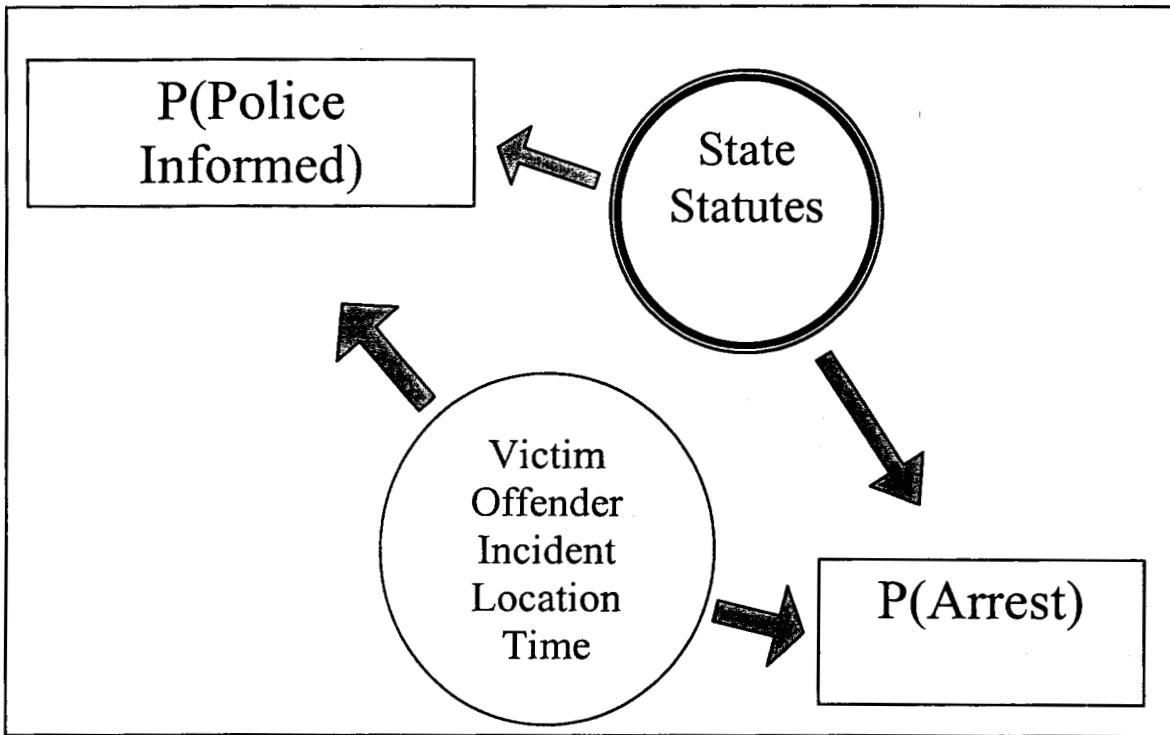 P(Police
Informed)
State
Statutes
Victim
Offender
Incident
Location
Time
P(Arrest)